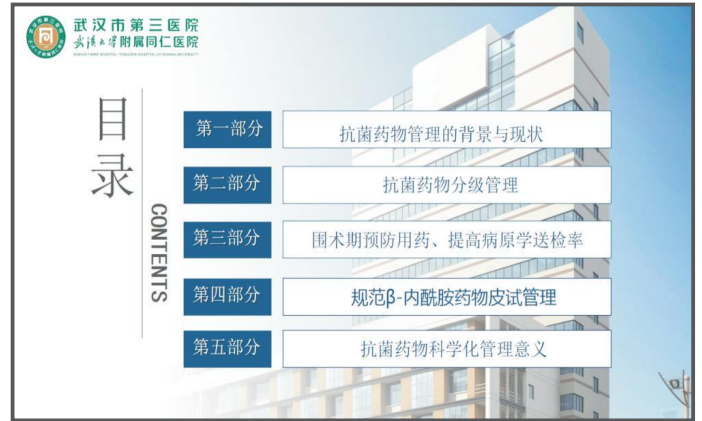 武汉市第三医院
武汉大学附属同仁医院
目录
CONTENTS
第一部分
抗菌药物管理的背景与现状
第二部分
抗菌药物分级管理
第三部分
围术期预防用药、提高病原学送检率
第四部分
规范β-内酰胺药物皮试管理
第五部分
抗菌药物科学化管理意义